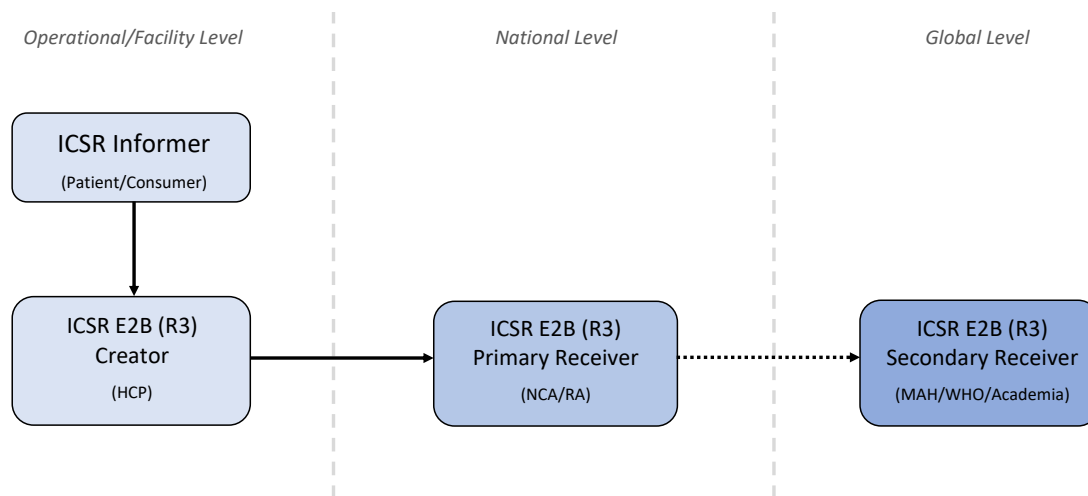 Operational/Facility Level
National Level
Global Level
ICSR Informer
(Patient/Consumer)
ICSR E2B (R3)
Creator
(HCP)
ICSR E2B (R3)
Primary Receiver
(NCA/RA)
ICSR E2B (R3)
Secondary Receiver
(MAH/WHO/Academia)